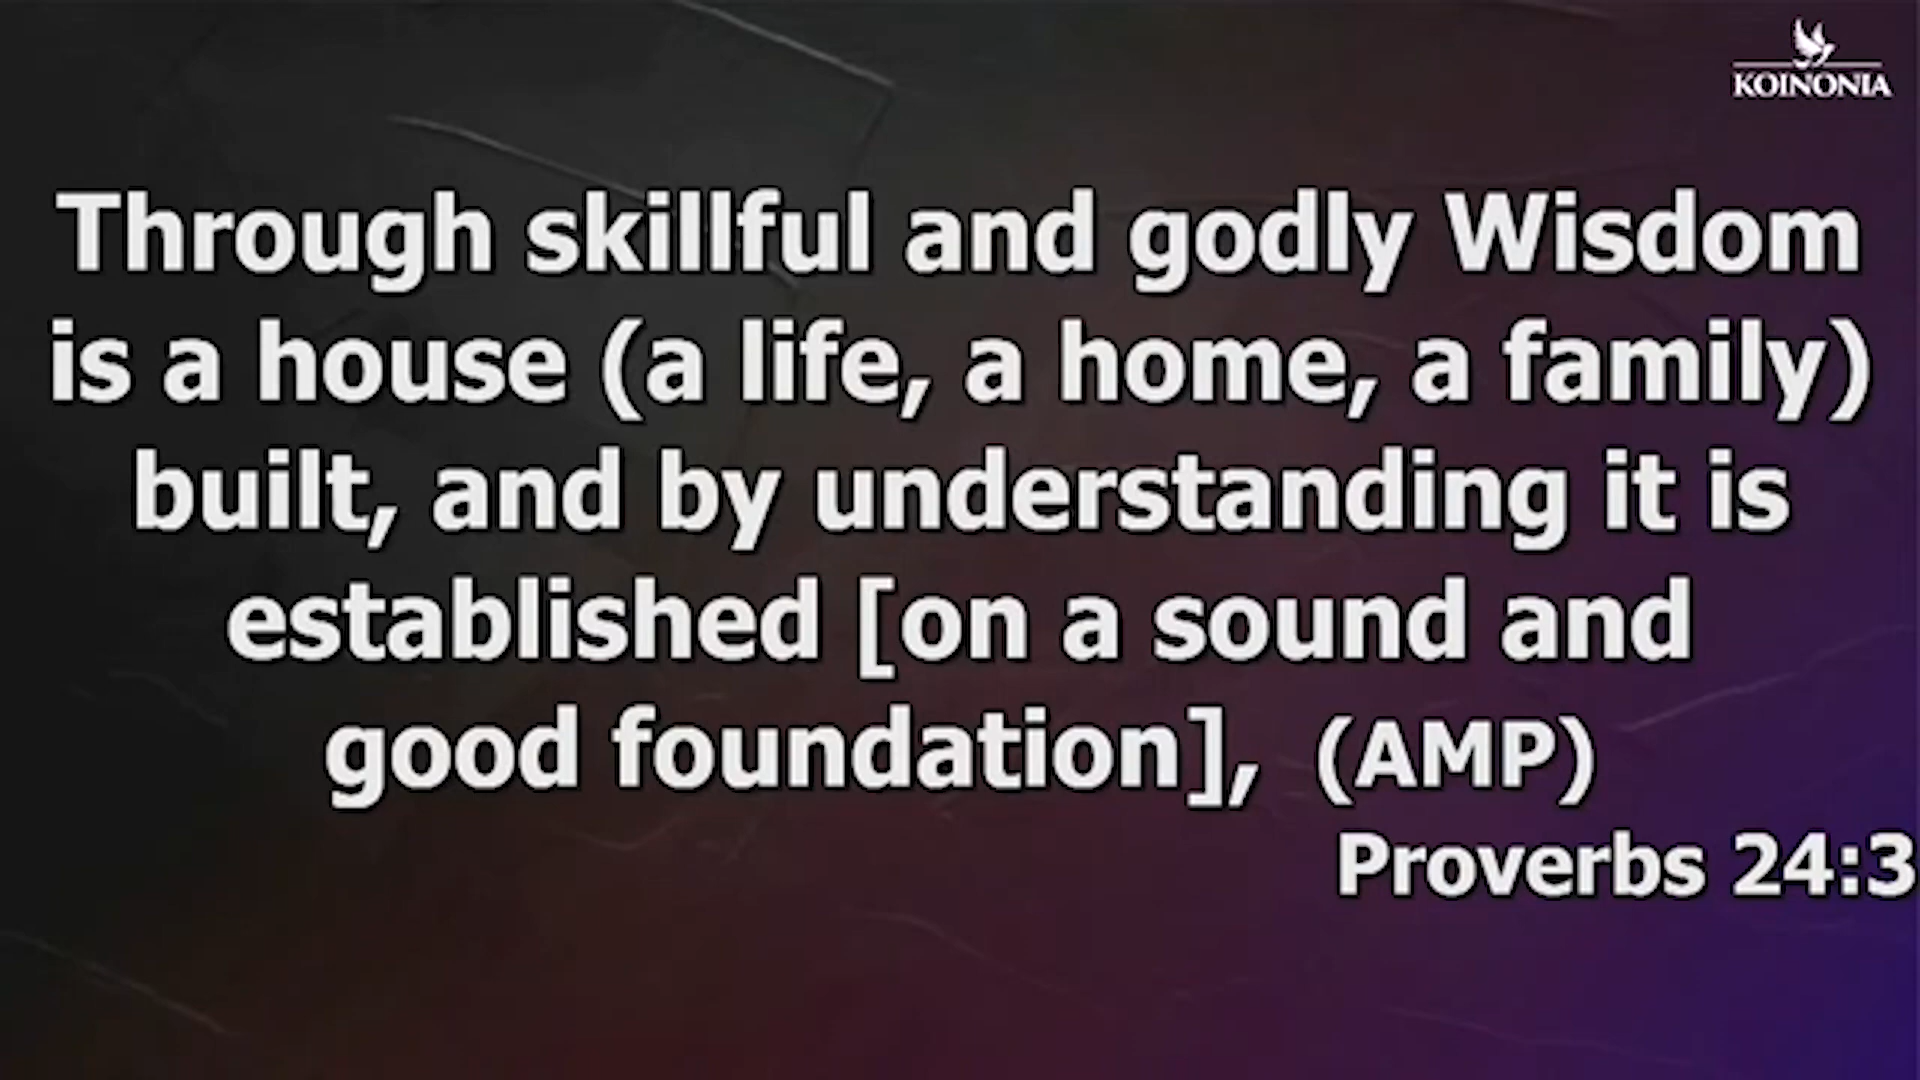 KOINONIA
Through skillful and godly Wisdom
is a house (a life, a home, a family)
built, and by understanding it is
established [on a sound and
good foundation], (AMP)
Proverbs 24:3